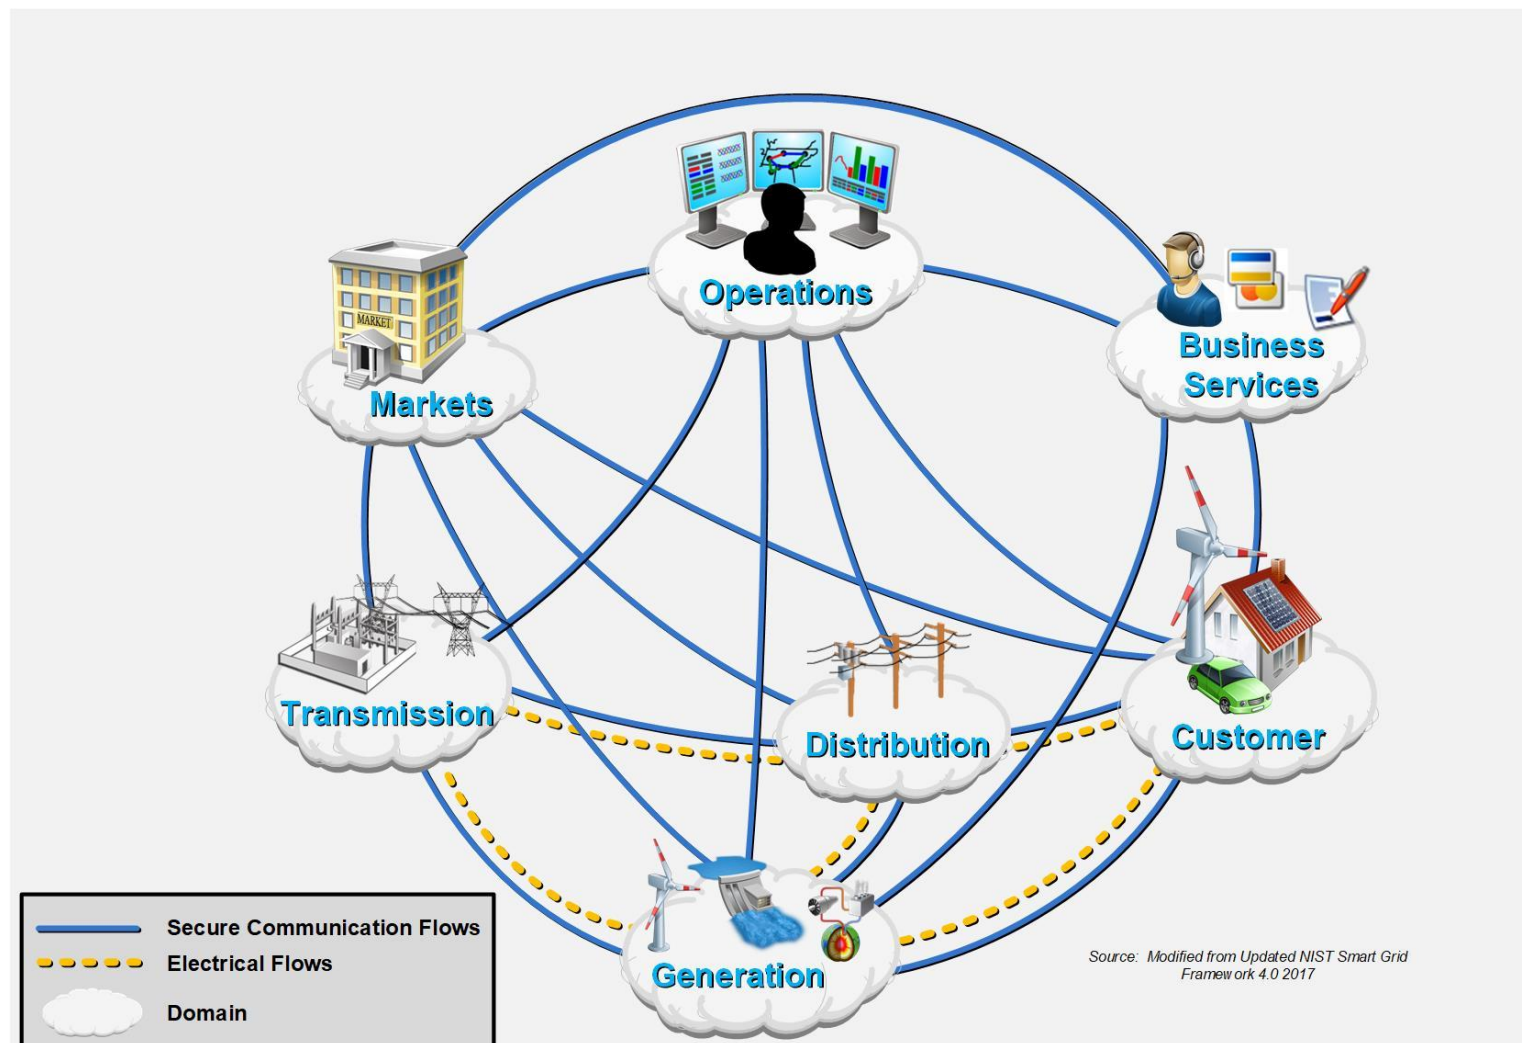 Operations
MARKET
Markets
Business
Services
Transmission
Distribution
Customer
Generation
Secure Communication Flows
Electrical Flows
Domain
Source: Modified from Updated NIST Smart Grid
Framework 4.0 2017